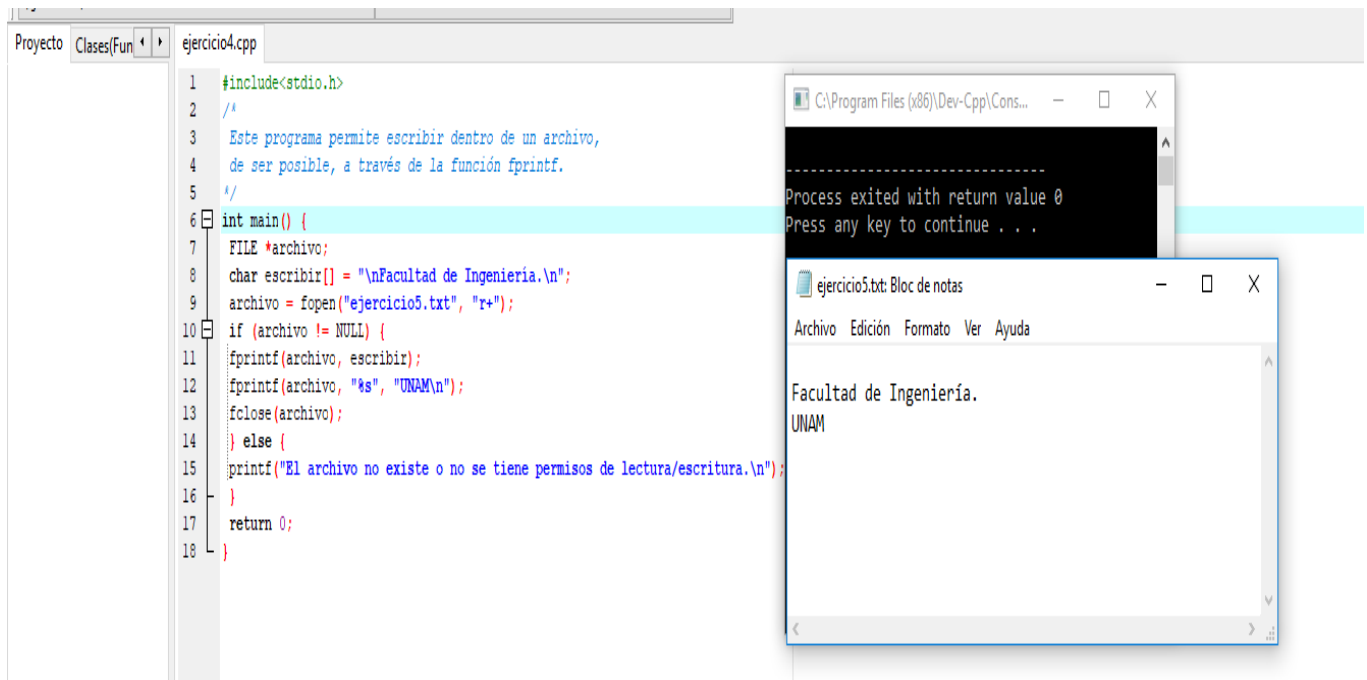 Proyecto Clases(Fun ejercicio4.cpp
1 #include<stdio.h>
2 /*
3 Este programa permite escribir dentro de un archivo,
4 de ser posible, a través de la función fprintf.
5 */
6 int main() {
7 FILE *archivo;
8 char escribir[] = "\nFacultad de Ingeniería.\n";
9 archivo = fopen("ejercicio5.txt", "r+");
10 if (archivo != NULL) {
11 fprintf(archivo, escribir);
12 fprintf(archivo, "%s", "UNAM\n");
13 fclose(archivo);
14 } else {
15 printf("El archivo no existe o no se tiene permisos de lectura/escritura.\n");
16 }
17 return 0;
18 }
C:\Program Files (x86)\Dev-Cpp\Cons...
--------------------------------
Process exited with return value 0
Press any key to continue . . .
ejercicio5.txt: Bloc de notas
Archivo Edición Formato Ver Ayuda
Facultad de Ingeniería.
UNAM